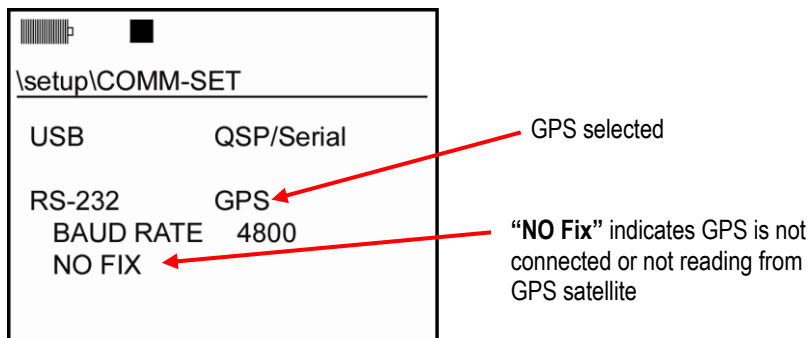 \setup\COMM-SET
USB QSP/Serial
GPS selected
RS-232 GPS
BAUD RATE 4800
NO FIX
“NO Fix” indicates GPS is not
connected or not reading from
GPS satellite